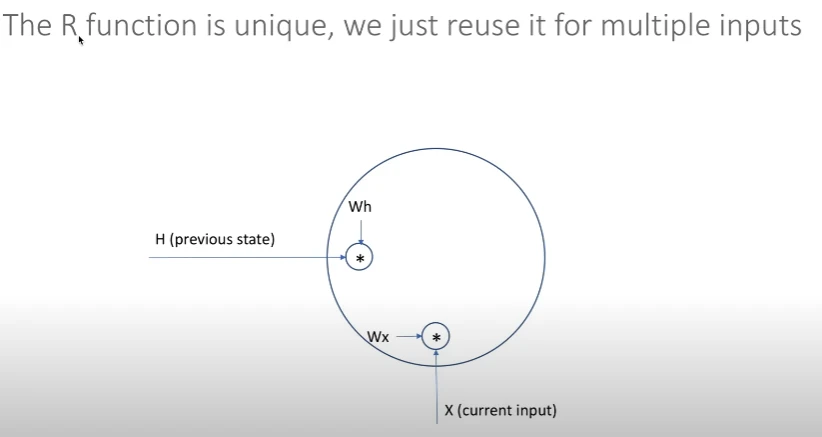 The R function is unique, we just reuse it for multiple inputs
Wh
H (previous state)
*
Wx
*
X (current input)